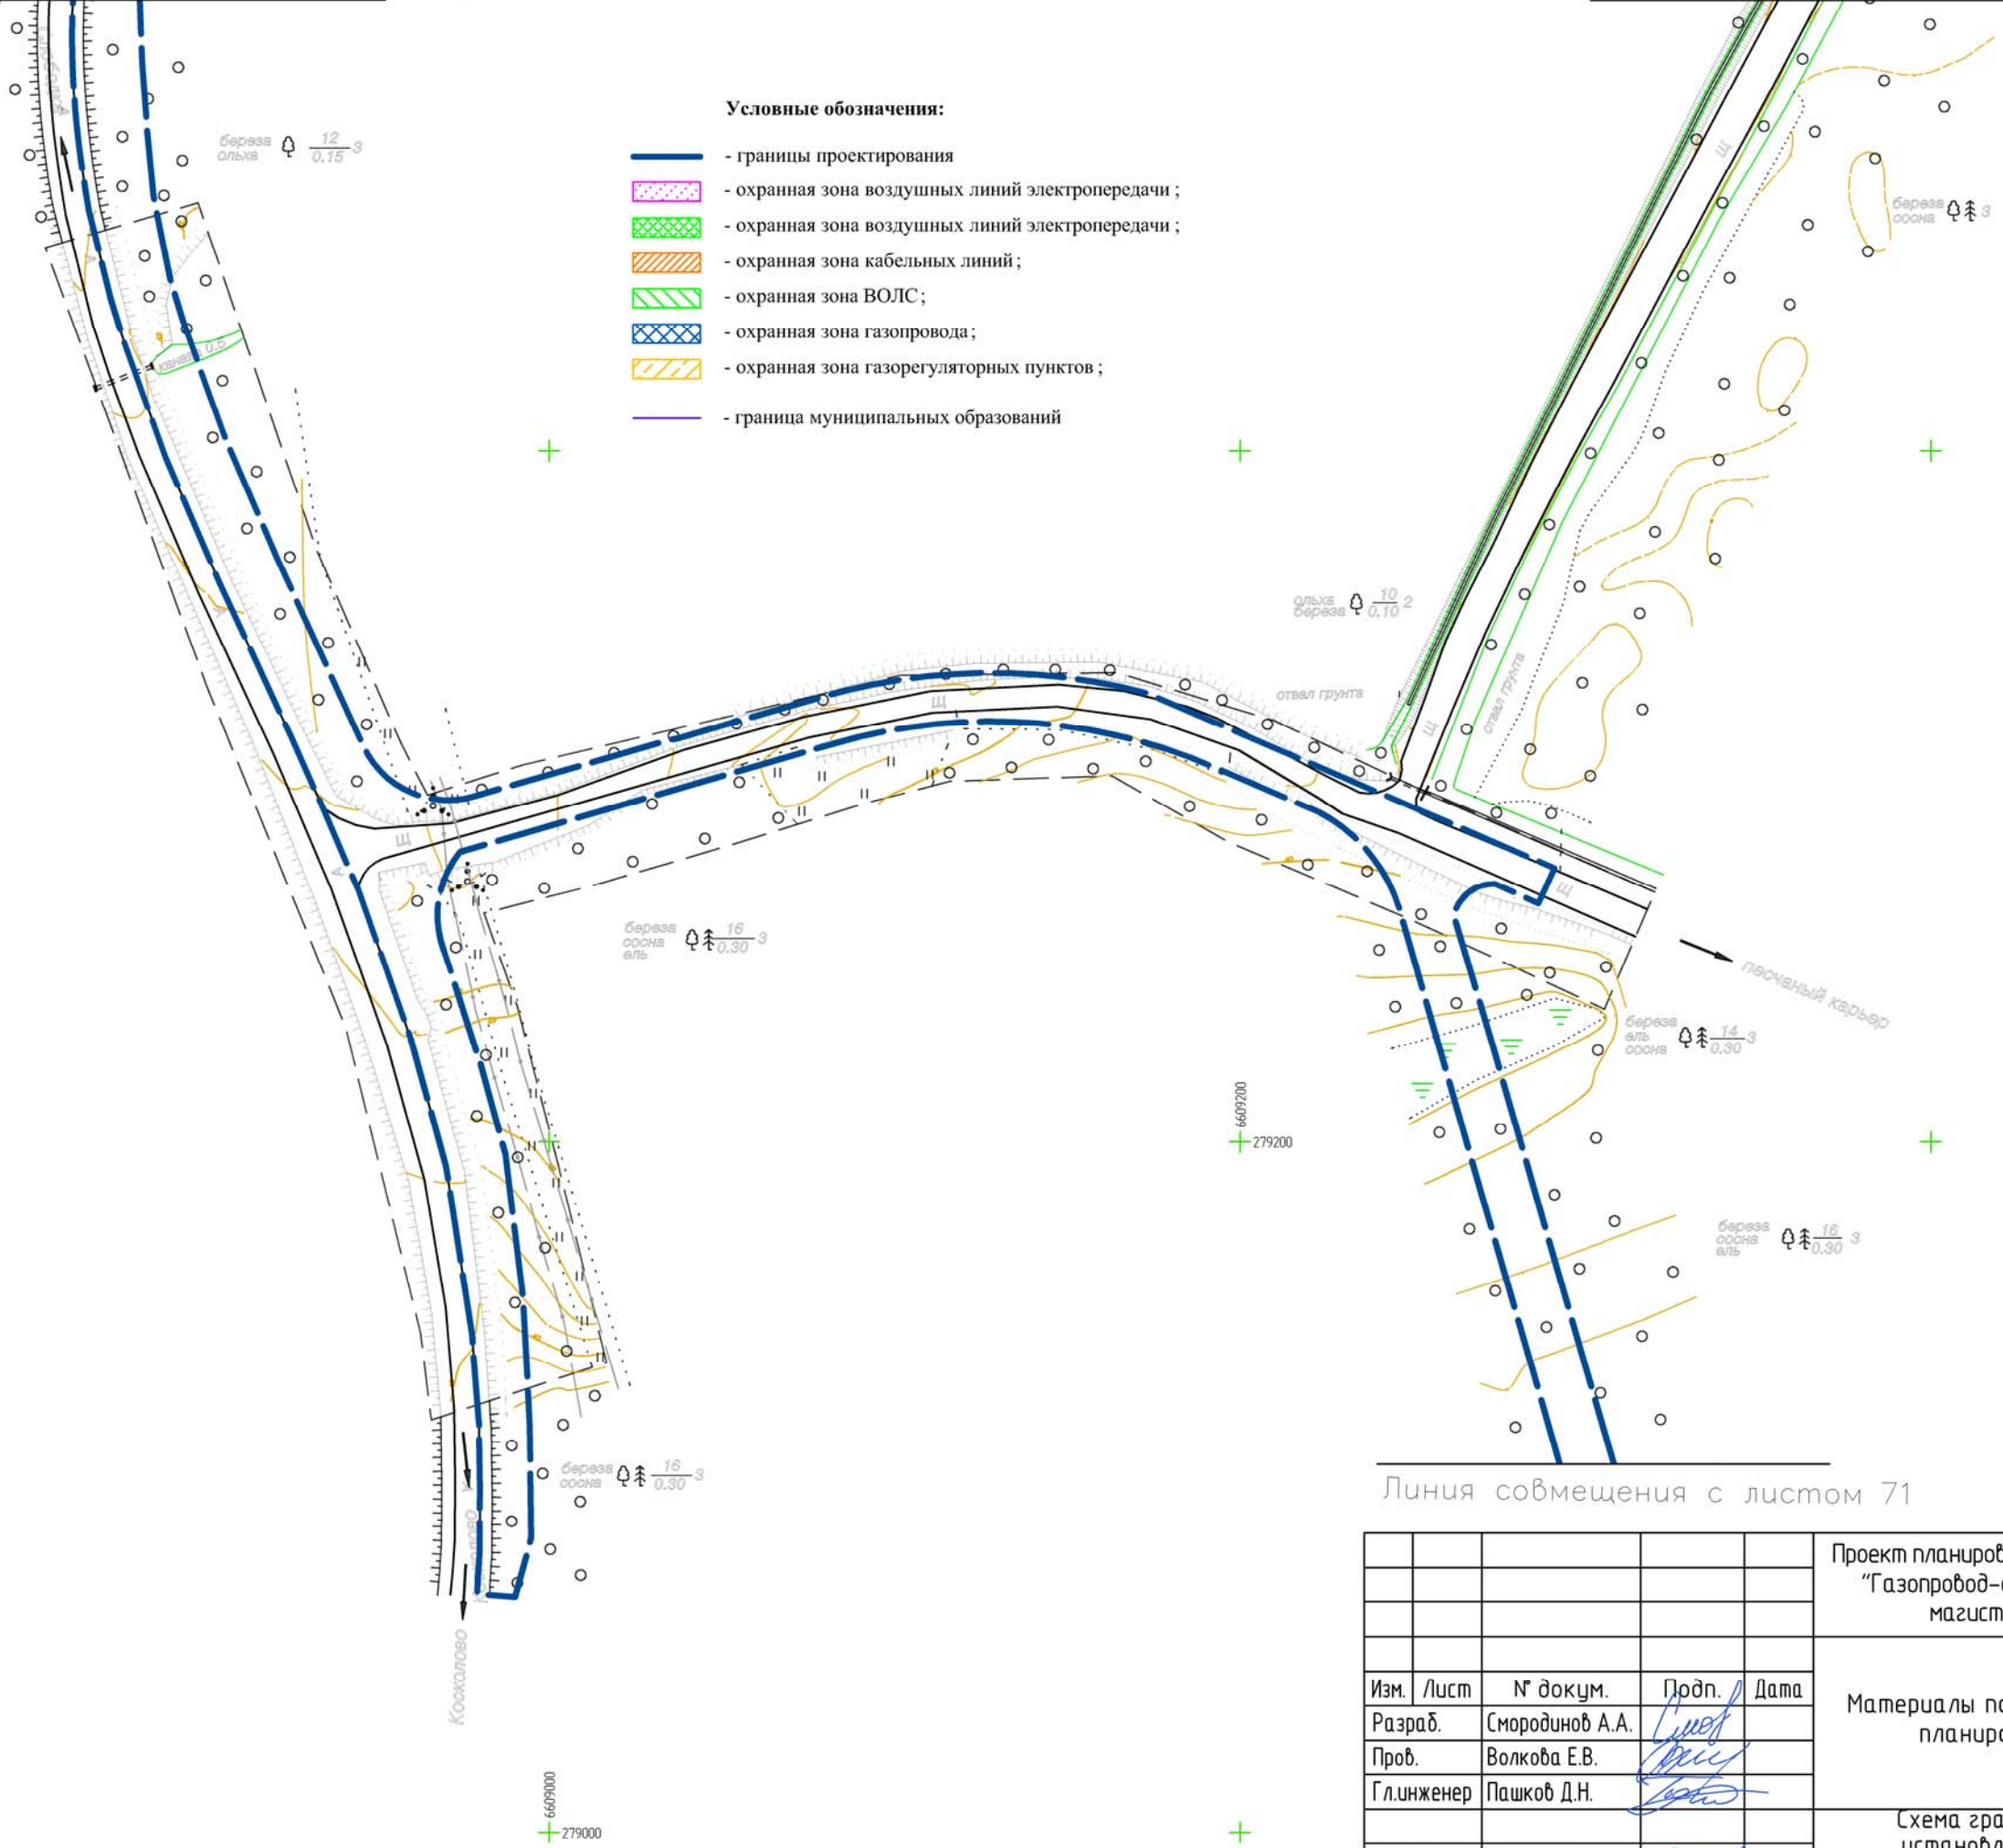 Условные обозначения:
- границы проектирования
- охранная зона воздушных линий электропередачи ;
- охранная зона воздушных линий электропередачи ;
- охранная зона кабельных линий ;
- охранная зона ВОЛС ;
- охранная зона газопровода ;
- охранная зона газорегуляторных пунктов ;
- граница муниципальных образований
береза
ольха
12
0.15
3
А
канава 0.5
береза
сосна
3
Щ
ольха
береза
10
0.10
2
отвал грунта
отвал грунта
Щ
Щ
Щ
А
А
А
Щ
береза
сосна
ель
16
0.30
3
песчаный карьер
береза
ель
сосна
14
0.30
3
6609200
279200
береза
сосна
ель
16
0.30
3
береза
сосна
16
0.30
3
Косколово
6609000
279000
Линия совмещения с листом 71
Проект планиров
"Газопровод-
магист
Изм. Лист № докум. Подп. Дата
Разраб. Смородинов А.А.
Пров. Волкова Е.В.
Гл.инженер Пашков Д.Н.
Материалы по
планиро
Схема гра